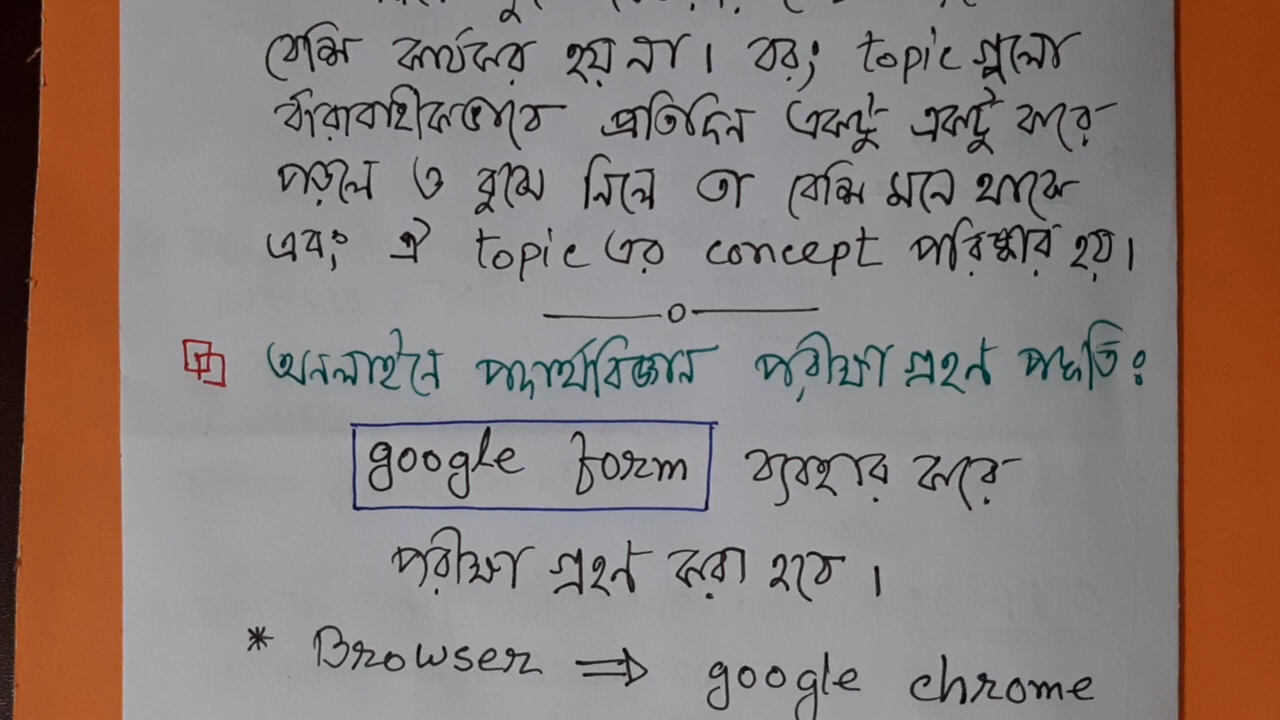 বেশি কার্যকর হয় না। বরং topic গুলো
ধারাবাহীকভাবে প্রতিদিন একটু একটু করে
পড়লে ও বুঝে নিলে তা বেশি মনে থাকে
এবং ঐ topic এর concept পরিষ্কার হয়।
অনলাইনে পদার্থবিজ্ঞান পরীক্ষা গ্রহণ পদ্ধতিঃ
google form ব্যবহার করে
পরীক্ষা গ্রহণ করা হবে।
* Browser ⇒ google chrome